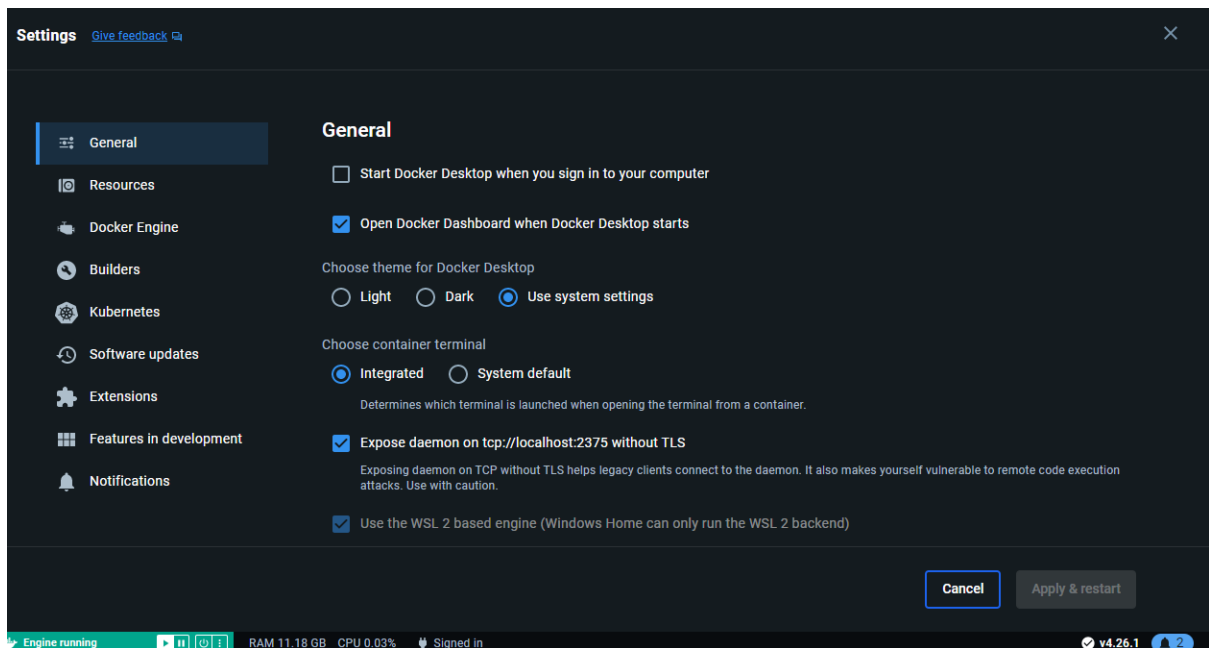 Settings Give feedback
General
Resources
Docker Engine
Builders
Kubernetes
Software updates
Extensions
Features in development
Notifications
General
Start Docker Desktop when you sign in to your computer
Open Docker Dashboard when Docker Desktop starts
Choose theme for Docker Desktop
Light Dark Use system settings
Choose container terminal
Integrated System default
Determines which terminal is launched when opening the terminal from a container.
Expose daemon on tcp://localhost:2375 without TLS
Exposing daemon on TCP without TLS helps legacy clients connect to the daemon. It also makes yourself vulnerable to remote code execution
attacks. Use with caution.
Use the WSL 2 based engine (Windows Home can only run the WSL 2 backend)
Cancel Apply & restart
Engine running RAM 11.18 GB CPU 0.03% Signed in v4.26.1 2